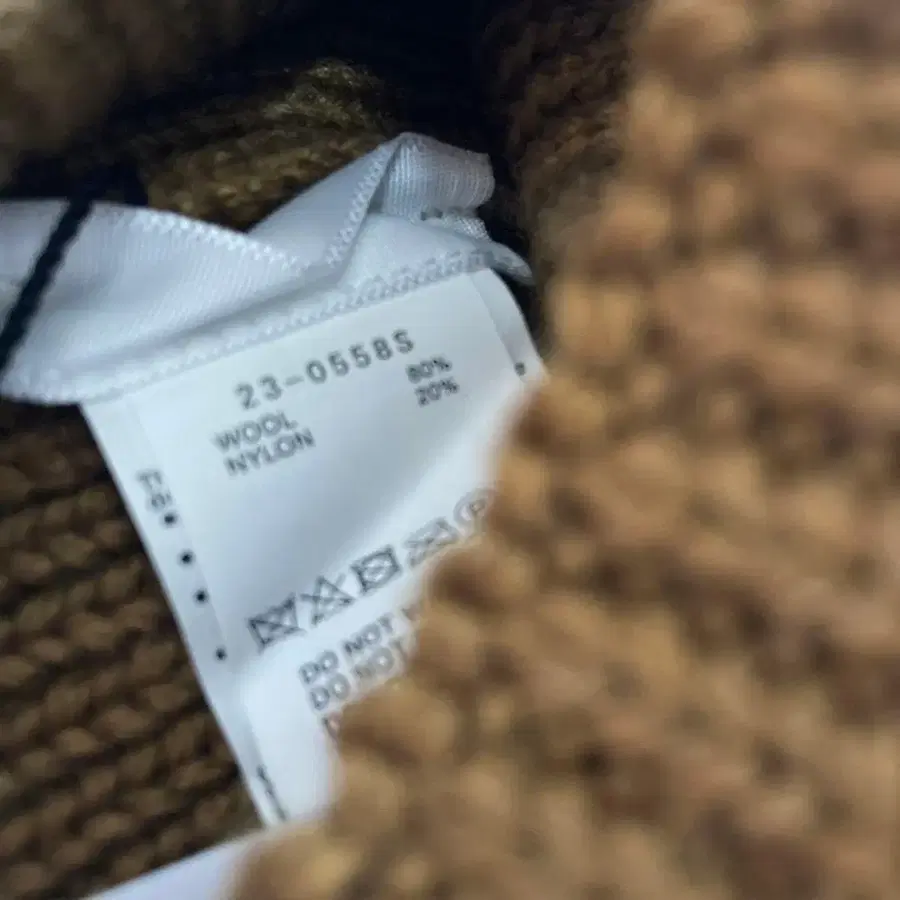 23-0558S
WOOL 80%
NYLON 20%
DO NOT
DO NOT